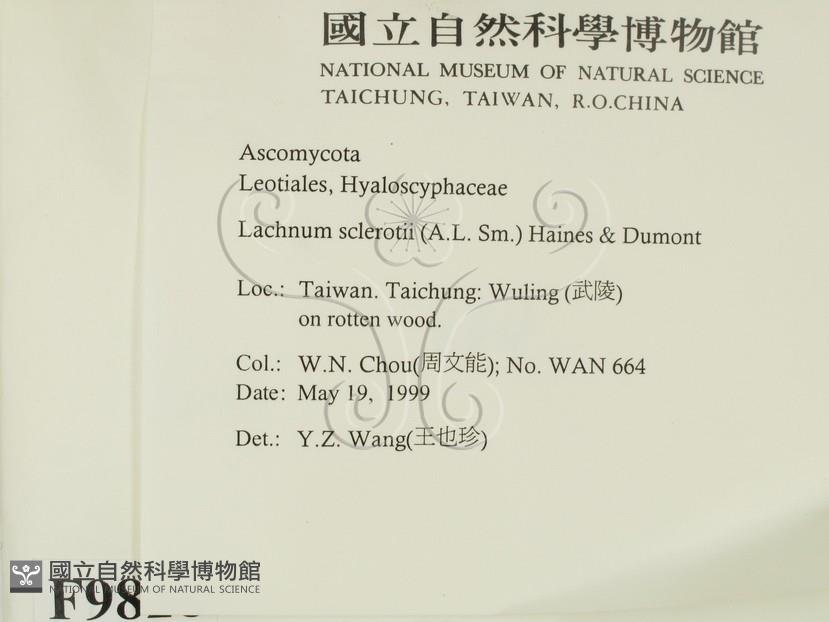 國立自然科學博物館
NATIONAL MUSEUM OF NATURAL SCIENCE
TAICHUNG, TAIWAN, R.O.CHINA
Ascomycota
Leotiales, Hyaloscyphaceae
Lachnum sclerotii (A.L. Sm.) Haines & Dumont
Loc.: Taiwan. Taichung: Wuling (武陵)
on rotten wood.
Col.: W.N. Chou(周文能); No. WAN 664
Date: May 19, 1999
Det.: Y.Z. Wang(王也珍)
國立自然科學博物館
NATIONAL MUSEUM OF NATURAL SCIENCE